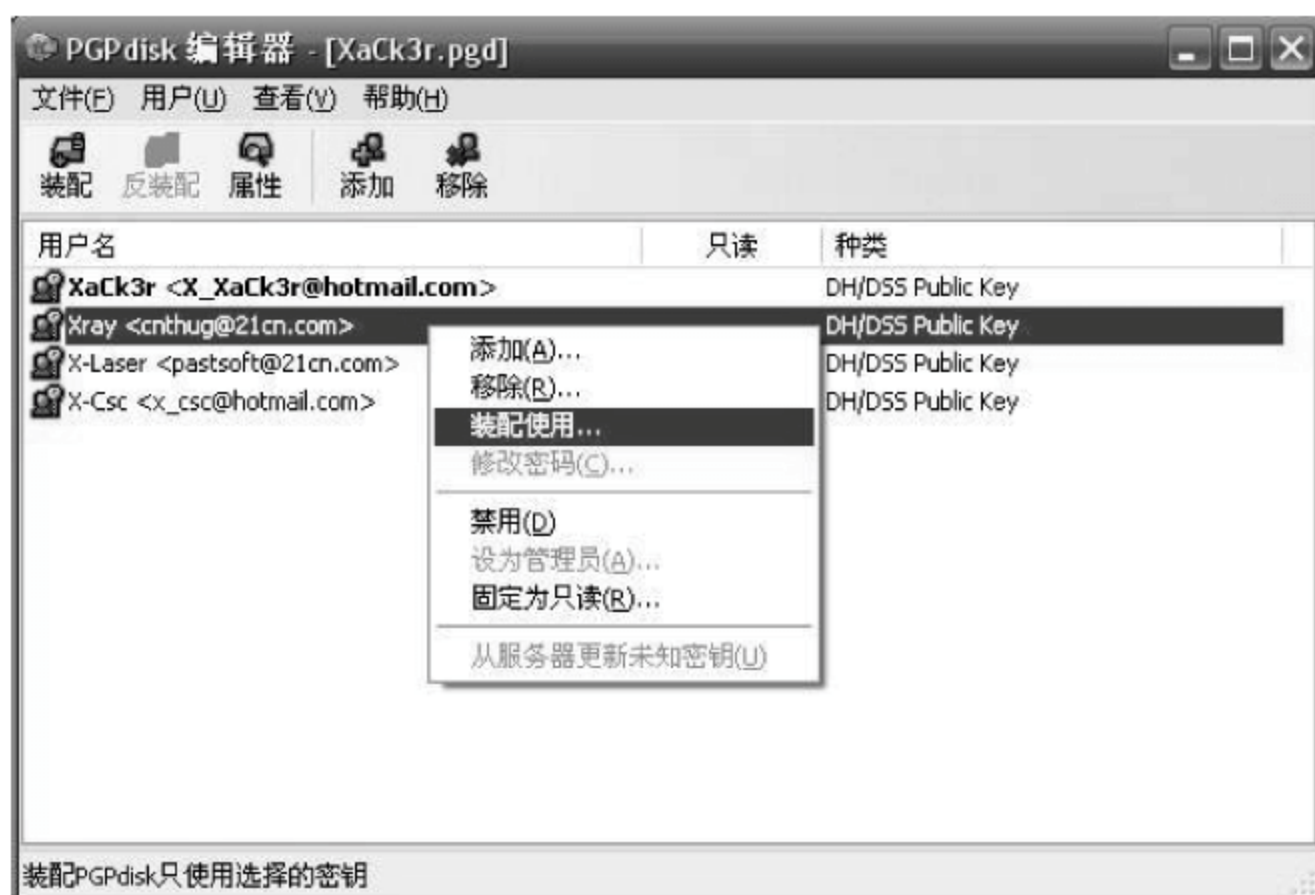 PGPdisk 编辑器 - [XaCk3r.pgd]
文件(F) 用户(U) 查看(V) 帮助(H)
装配 反装配 属性 添加 移除
用户名 只读 种类
XaCk3r <X_XaCk3r@hotmail.com> DH/DSS Public Key
Xray <cnthug@21cn.com> DH/DSS Public Key
X-Laser <pastsoft@21cn.com> DH/DSS Public Key
X-Csc <x_csc@hotmail.com> DH/DSS Public Key
添加(A)...
移除(R)...
装配使用...
修改密码(C)...
禁用(D)
设为管理员(A)...
固定为只读(R)...
从服务器更新未知密钥(U)
装配PGPdisk只使用选择的密钥